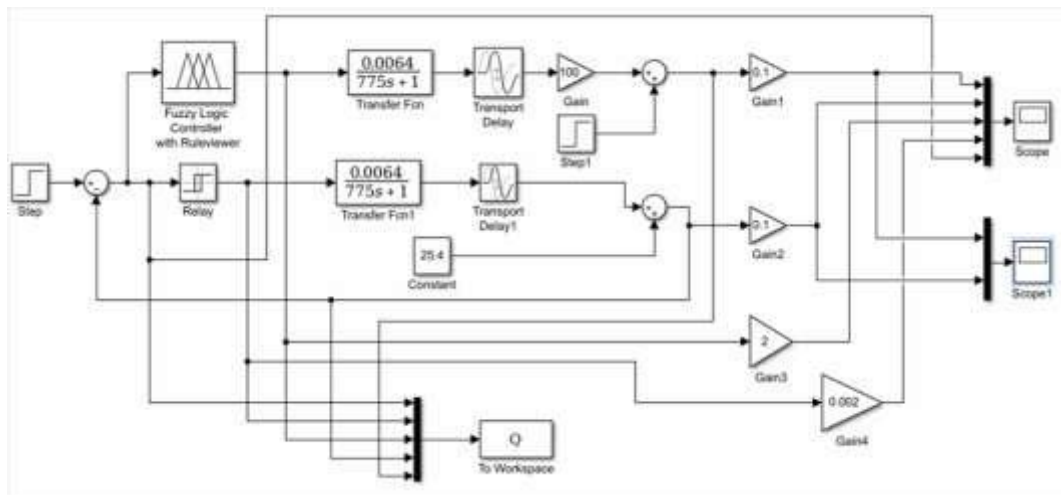 0.0064
775s + 1
Transfer Fcn
Fuzzy Logic
Controller
with Ruleviewer
Transport
Delay
100
Gain
Step1
0.1
Gain1
Scope
Step
Relay
0.0064
775s + 1
Transfer Fcn1
Transport
Delay1
25.4
Constant
0.1
Gain2
Scope1
2
Gain3
0.002
Gain4
Q
To Workspace